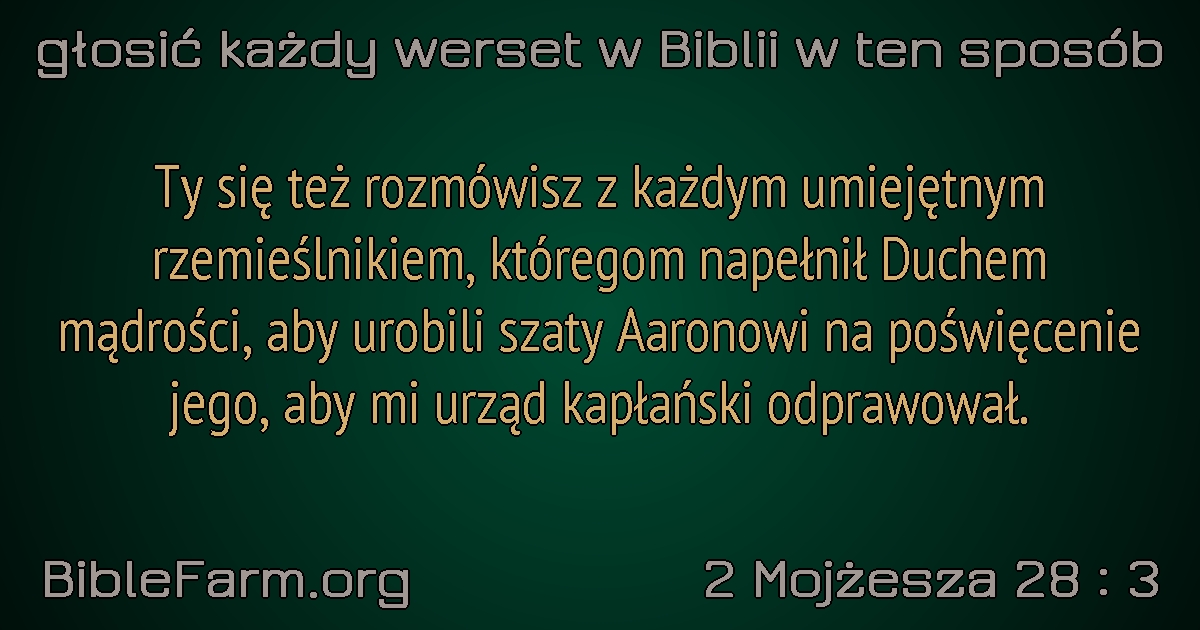 głosić każdy werset w Biblii w ten sposób
Ty się też rozmówisz z każdym umiejętnym
rzemieślnikiem, któregom napełnił Duchem
mądrości, aby urobili szaty Aaronowi na poświęcenie
jego, aby mi urząd kapłański odprawował.
BibleFarm.org
2 Mojżesza 28 : 3